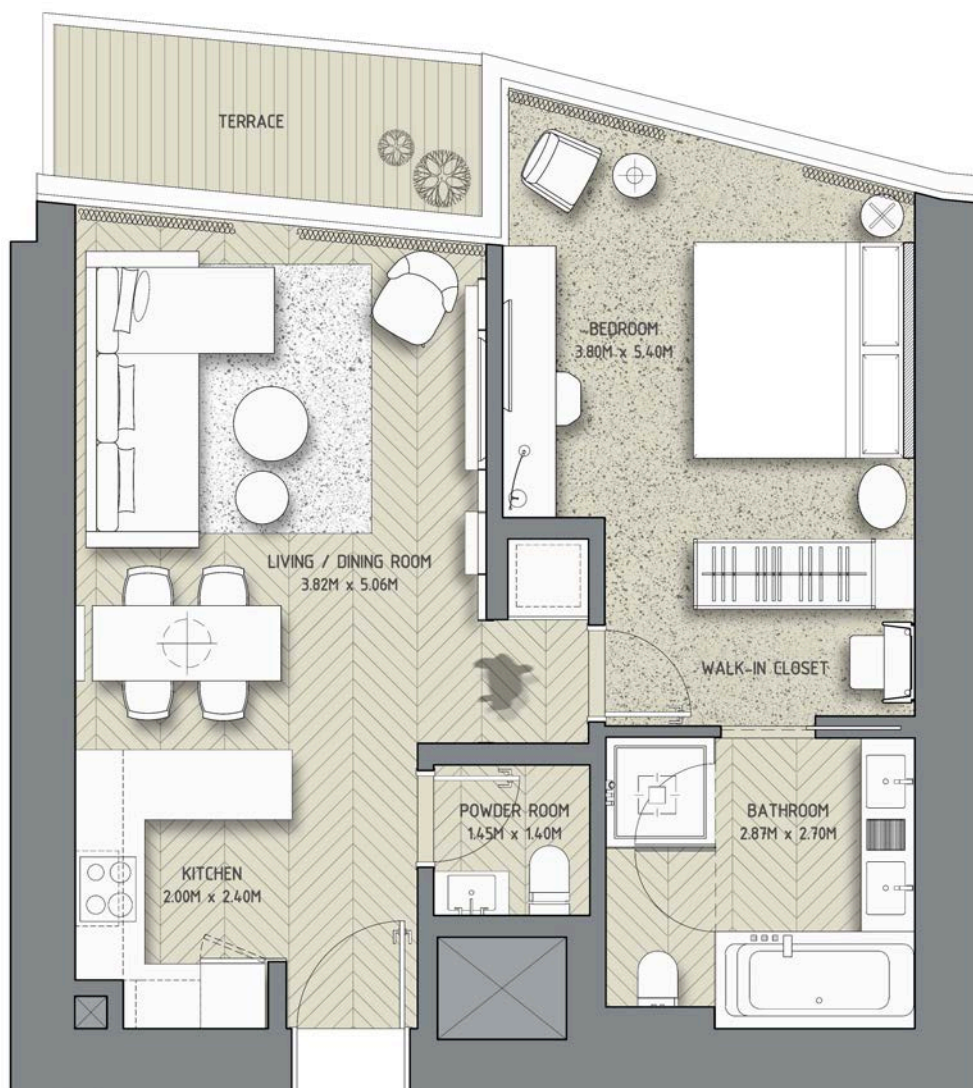 TERRACE
BEDROOM
3.80M x 5.40M
LIVING / DINING ROOM
3.82M x 5.06M
WALK-IN CLOSET
POWDER ROOM
1.45M x 1.40M
BATHROOM
2.87M x 2.70M
KITCHEN
2.00M x 2.40M